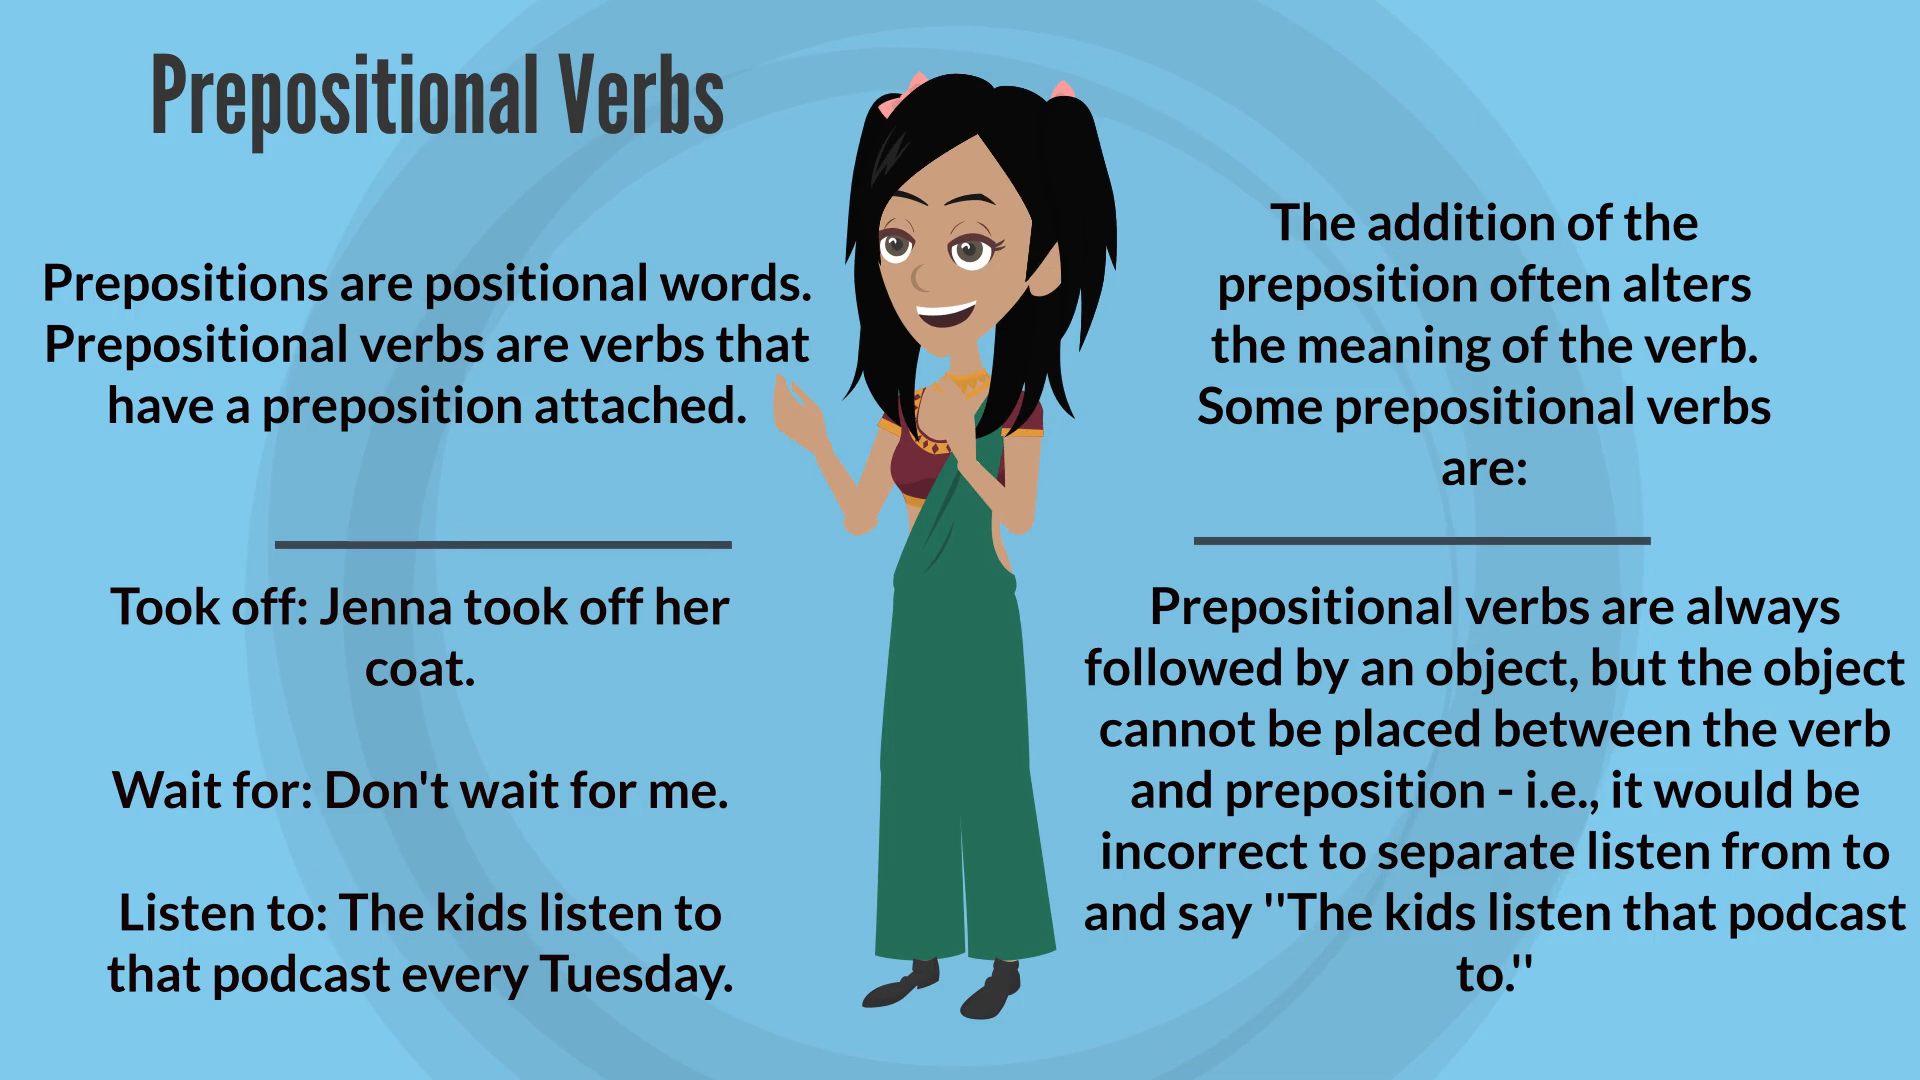 Prepositional Verbs
Prepositions are positional words.
Prepositional verbs are verbs that
have a preposition attached.
The addition of the
preposition often alters
the meaning of the verb.
Some prepositional verbs
are:
Took off: Jenna took off her
coat.
Wait for: Don't wait for me.
Listen to: The kids listen to
that podcast every Tuesday.
Prepositional verbs are always
followed by an object, but the object
cannot be placed between the verb
and preposition - i.e., it would be
incorrect to separate listen from to
and say ''The kids listen that podcast
to.''